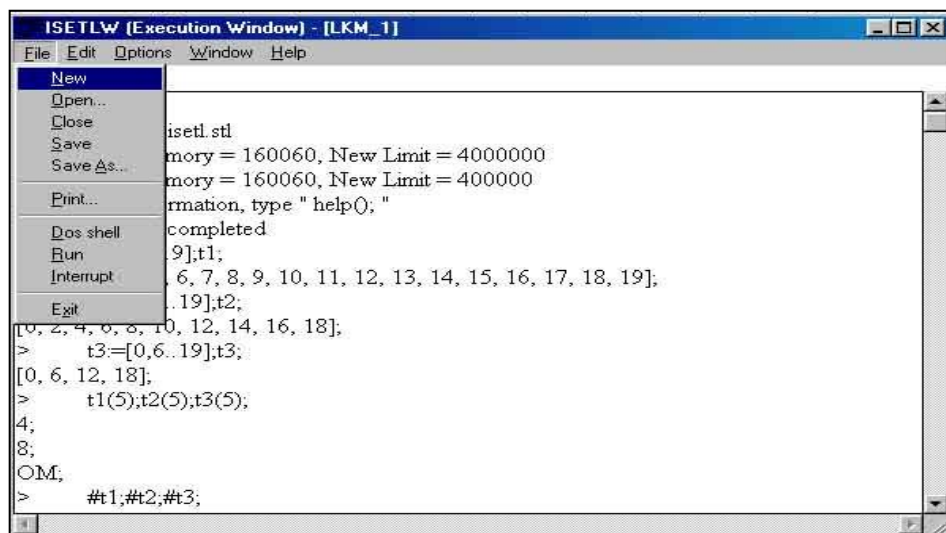 ISETLW (Execution Window) - [LKM_1]
File Edit Options Window Help
New
Open...
Close
Save
Save As...
Print...
Dos shell
Run
Interrupt
Exit
isetl.stl
mory = 160060, New Limit = 4000000
mory = 160060, New Limit = 400000
rmation, type " help(); "
completed
9];t1;
, 6, 7, 8, 9, 10, 11, 12, 13, 14, 15, 16, 17, 18, 19];
..19];t2;
[0, 2, 4, 6, 8, 10, 12, 14, 16, 18];
> t3:=[0,6..19];t3;
[0, 6, 12, 18];
> t1(5);t2(5);t3(5);
4;
8;
OM;
> #t1;#t2;#t3;